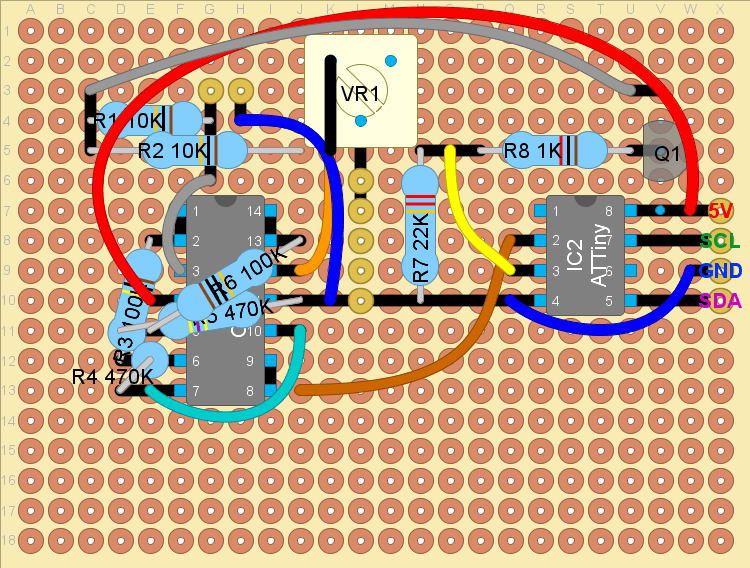 A B C D E F G H I J K L M N O P Q R S T U V W X
1
2
3
VR1
4
R1 10K
5
R2 10K
R8 1K
Q1
6
7
1 14
1 8
5V
8
2 13
2 7
SCL
R7 22K
IC2
ATTiny
9
3
3 6
GND
R6 100K
10
4 5
SDA
470K
R3 100K
11
10
12
6 9
R4 470K
13
7 8
14
15
16
17
18